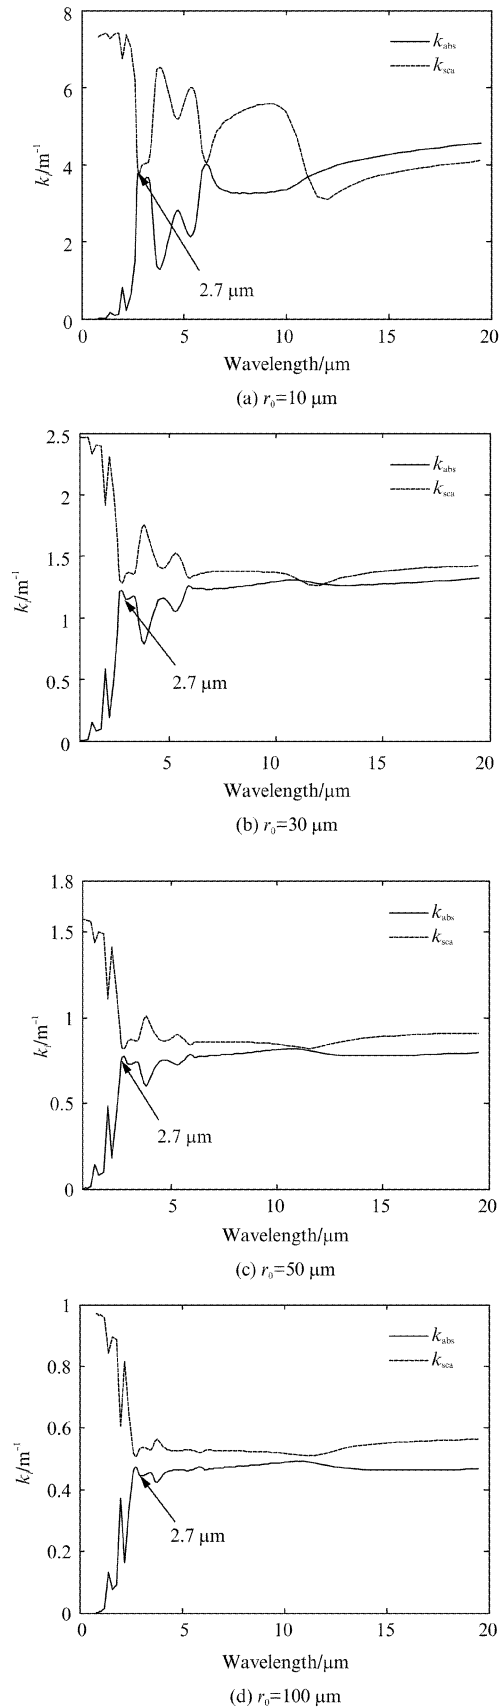 8
6
4
2
0
k/m⁻¹
k_abs
k_sca
2.7 μm
0 5 10 15 20
Wavelength/μm
(a) r₀=10 μm
2.5
2
1.5
1
0.5
0
k/m⁻¹
k_abs
k_sca
2.7 μm
5 10 15 20
Wavelength/μm
(b) r₀=30 μm
1.8
1.5
1
0.5
0
k/m⁻¹
k_abs
k_sca
2.7 μm
5 10 15 20
Wavelength/μm
(c) r₀=50 μm
1
0.8
0.6
0.4
0.2
0
k/m⁻¹
k_abs
k_sca
2.7 μm
0 5 10 15 20
Wavelength/μm
(d) r₀=100 μm